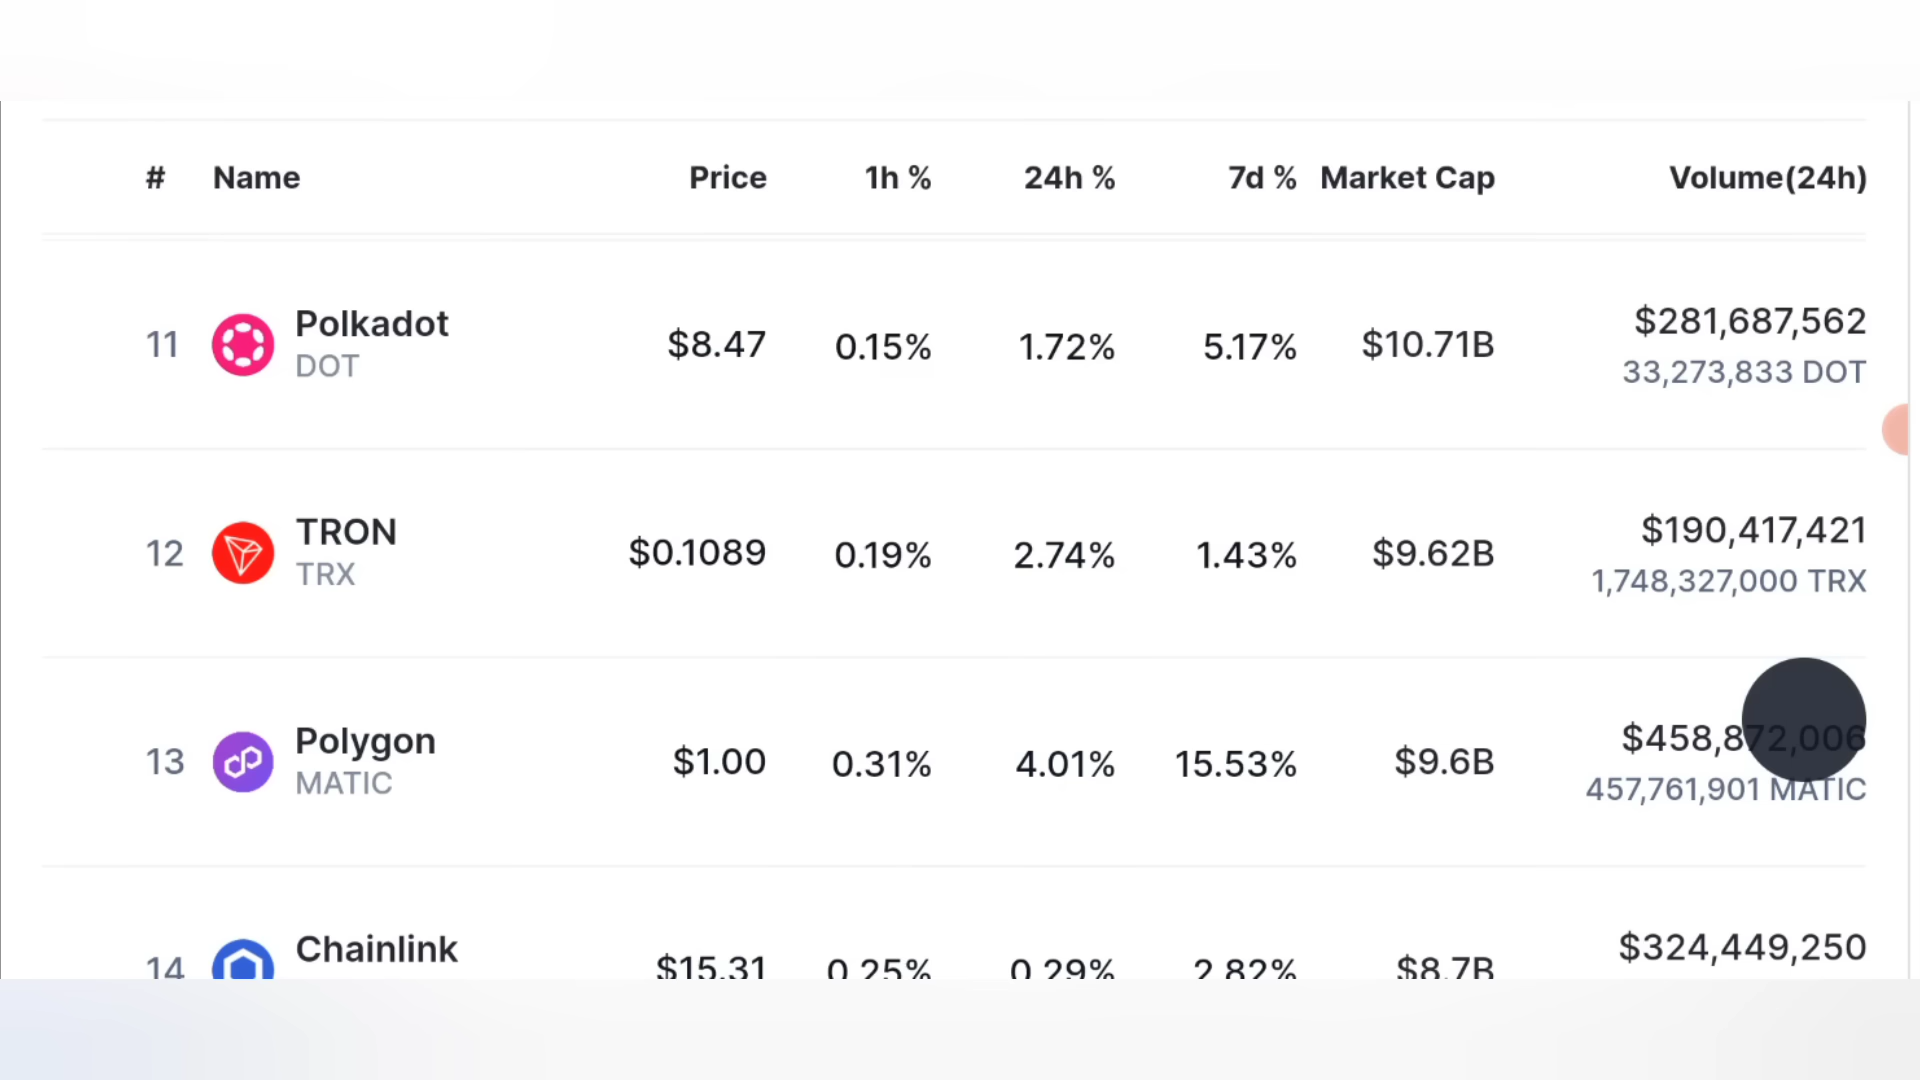 # Name Price 1h % 24h % 7d % Market Cap Volume(24h)
11 Polkadot $8.47 0.15% 1.72% 5.17% $10.71B $281,687,562
DOT 33,273,833 DOT
12 TRON $0.1089 0.19% 2.74% 1.43% $9.62B $190,417,421
TRX 1,748,327,000 TRX
13 Polygon $1.00 0.31% 4.01% 15.53% $9.6B $458,872,006
MATIC 457,761,901 MATIC
14 Chainlink $15.31 0.25% 0.29% 2.82% $8.7B $324,449,250